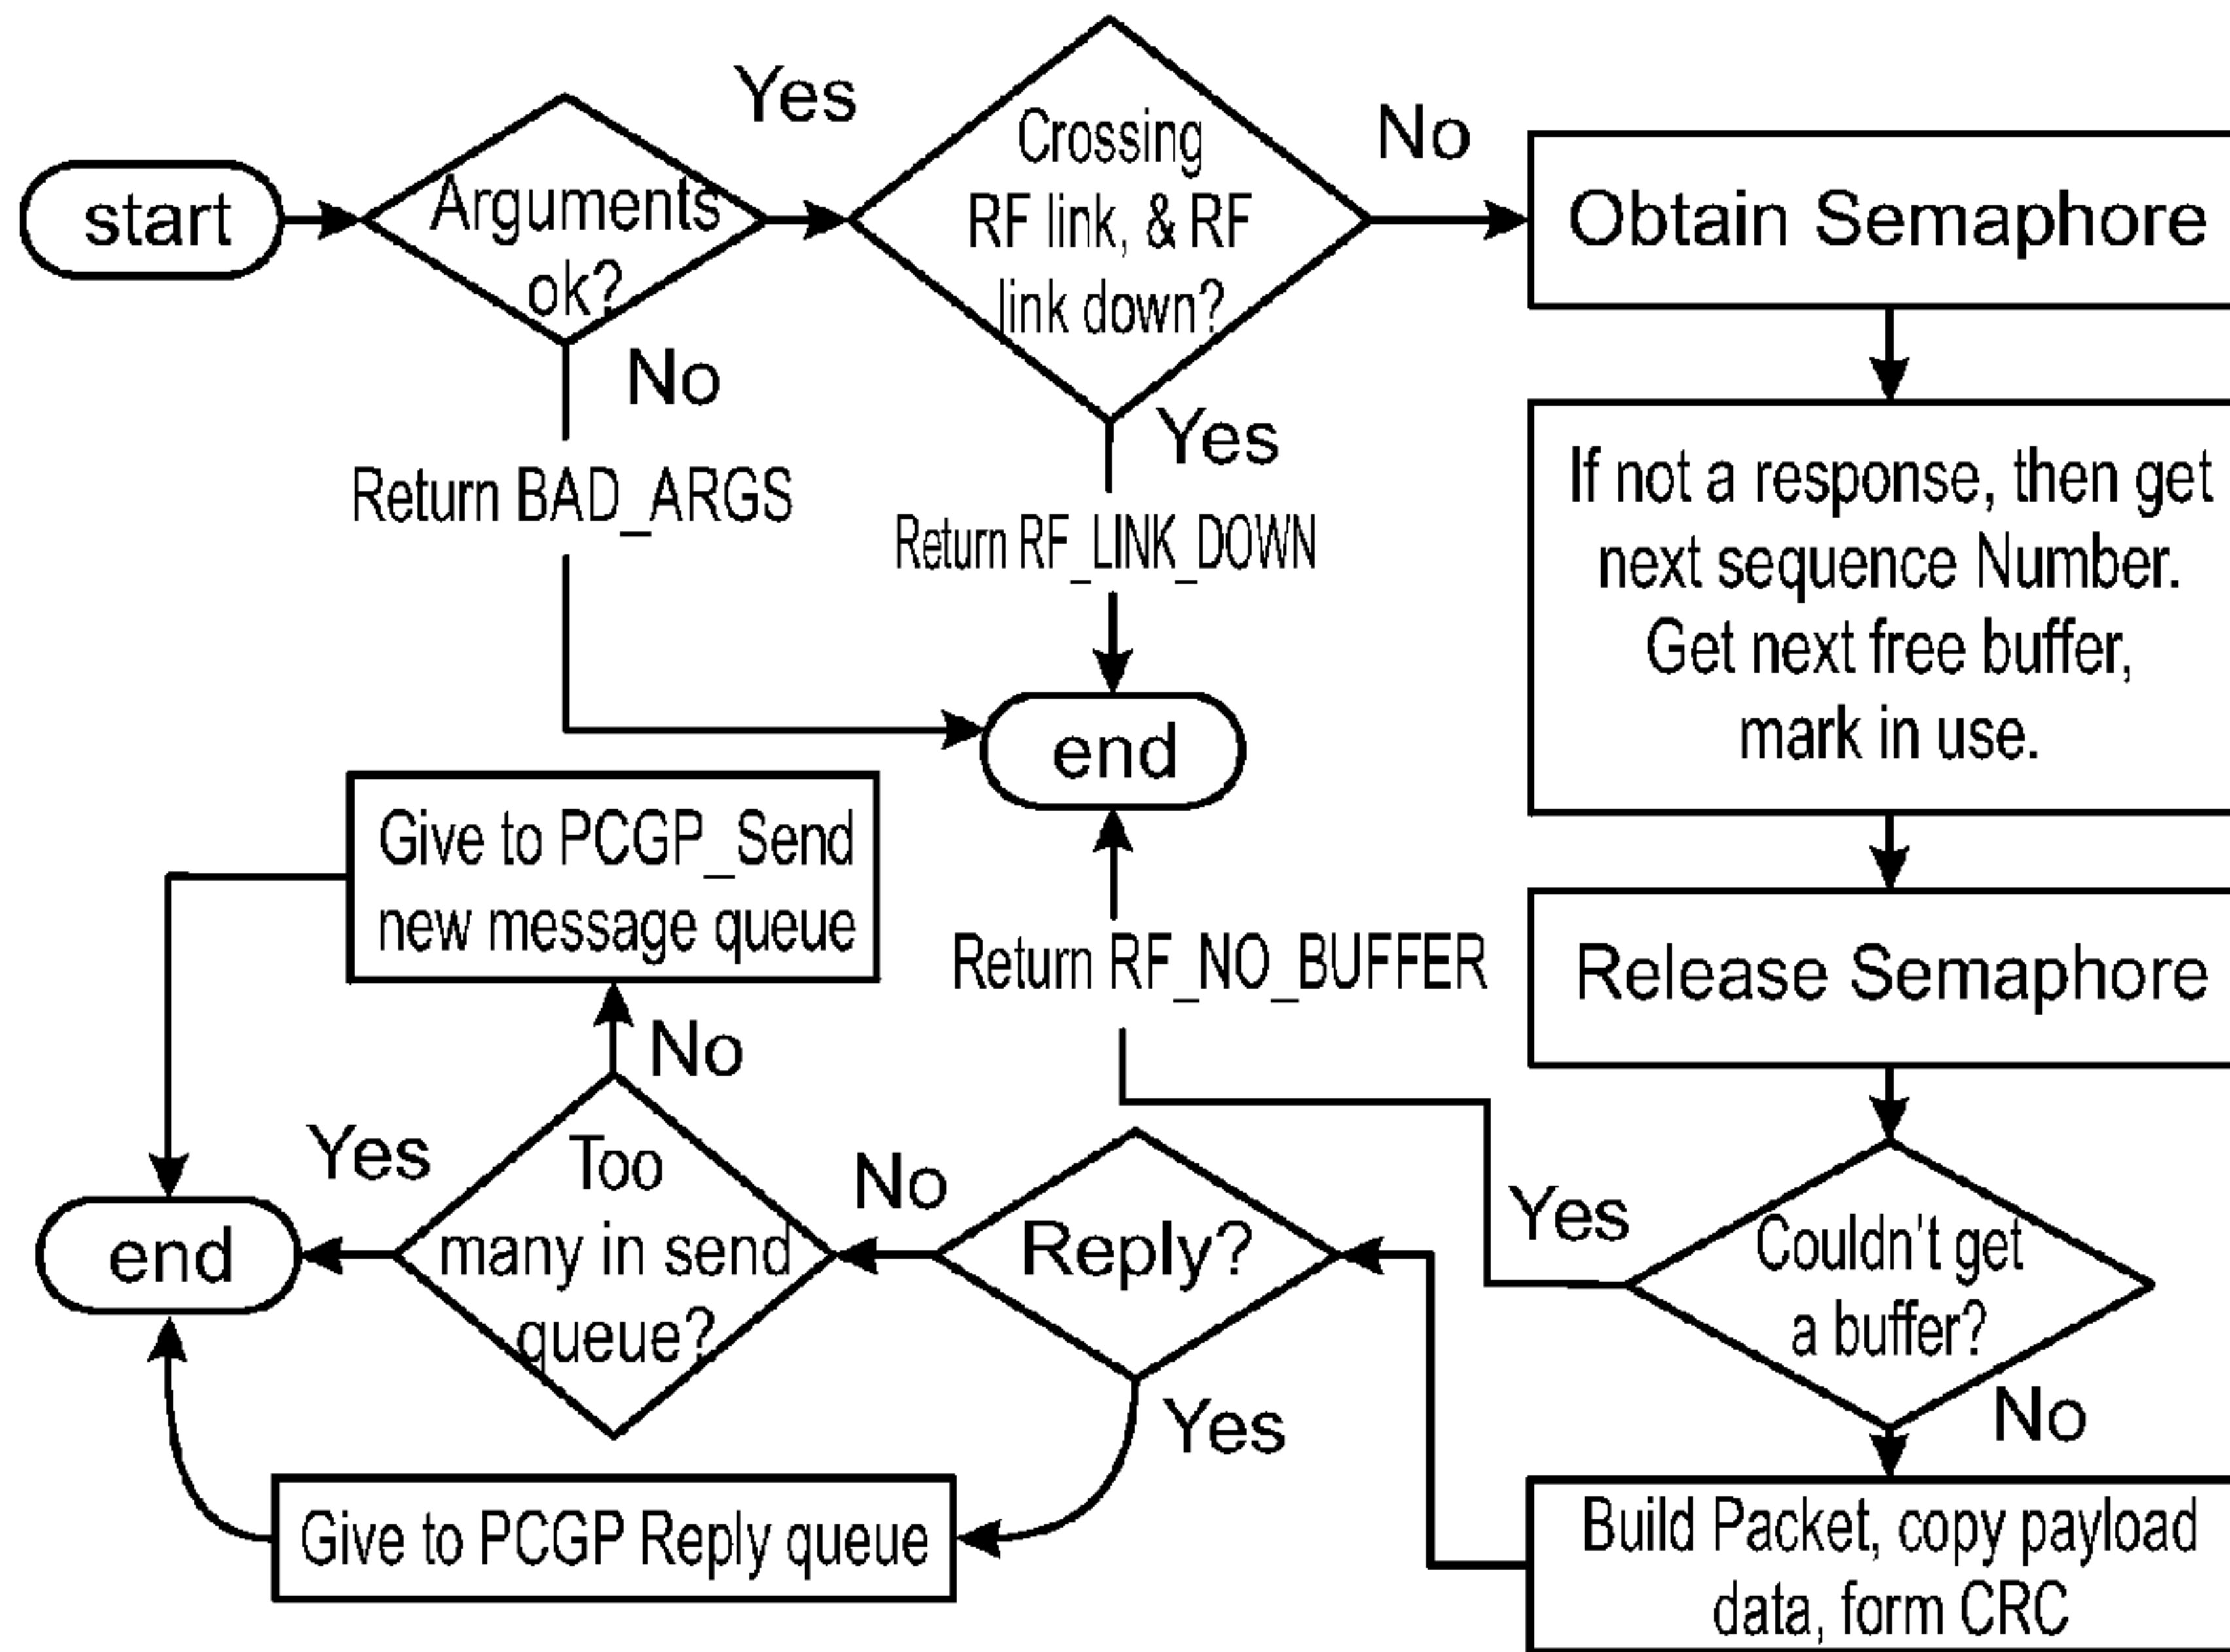 start
Arguments
ok?
Yes
No
Return BAD_ARGS
Crossing
RF link, & RF
link down?
No
Yes
Return RF_LINK_DOWN
end
Obtain Semaphore
If not a response, then get
next sequence Number.
Get next free buffer,
mark in use.
Release Semaphore
Couldn't get
a buffer?
Yes
Return RF_NO_BUFFER
No
Build Packet, copy payload
data, form CRC
Reply?
No
Yes
Give to PCGP Reply queue
Too
many in send
queue?
No
Yes
Give to PCGP_Send
new message queue
end